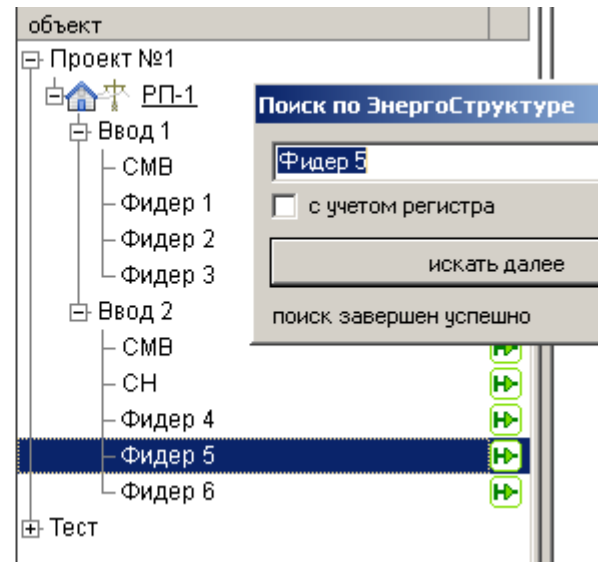 объект
Проект №1
РП-1
Ввод 1
СМВ
Фидер 1
Фидер 2
Фидер 3
Ввод 2
СМВ
СН
Фидер 4
Фидер 5
Фидер 6
Тест
Поиск по ЭнергоСтруктуре
Фидер 5
с учетом регистра
искать далее
поиск завершен успешно